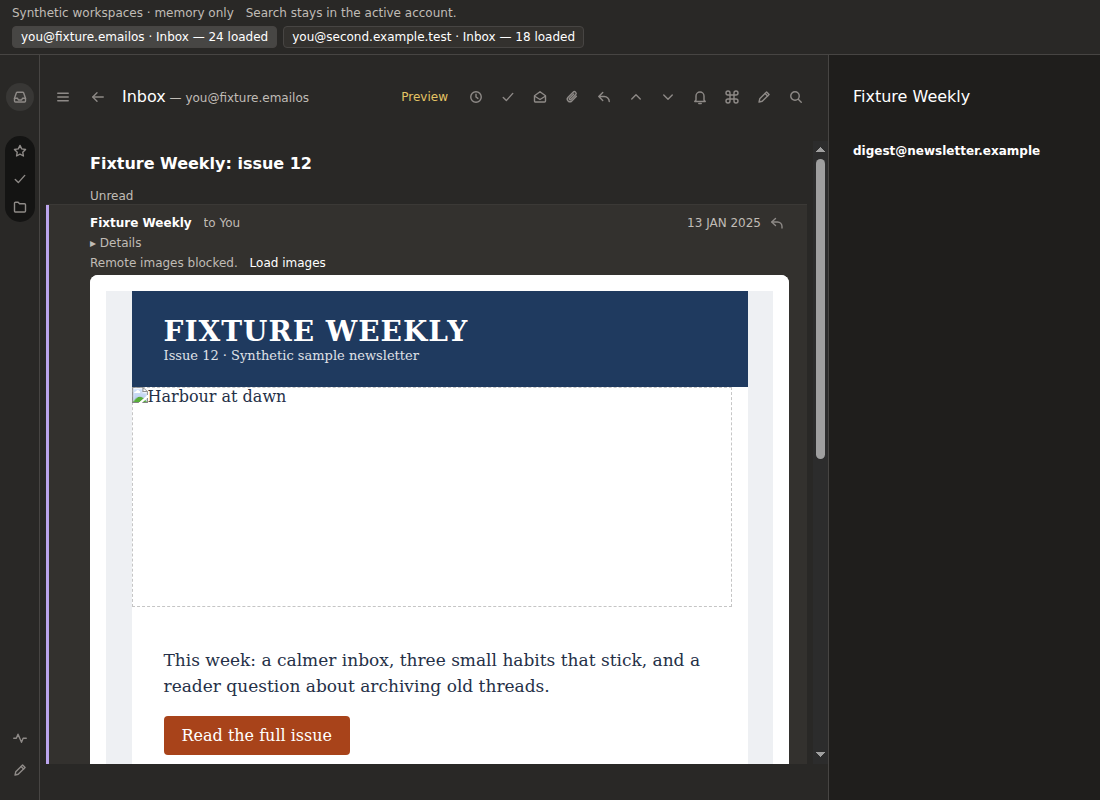 Synthetic workspaces · memory only Search stays in the active account.
you@fixture.emailos · Inbox — 24 loaded you@second.example.test · Inbox — 18 loaded
Inbox — you@fixture.emailos Preview
Fixture Weekly
digest@newsletter.example
Fixture Weekly: issue 12
Unread
Fixture Weekly to You 13 JAN 2025
▸ Details
Remote images blocked. Load images
FIXTURE WEEKLY
Issue 12 · Synthetic sample newsletter
Harbour at dawn
This week: a calmer inbox, three small habits that stick, and a
reader question about archiving old threads.
Read the full issue